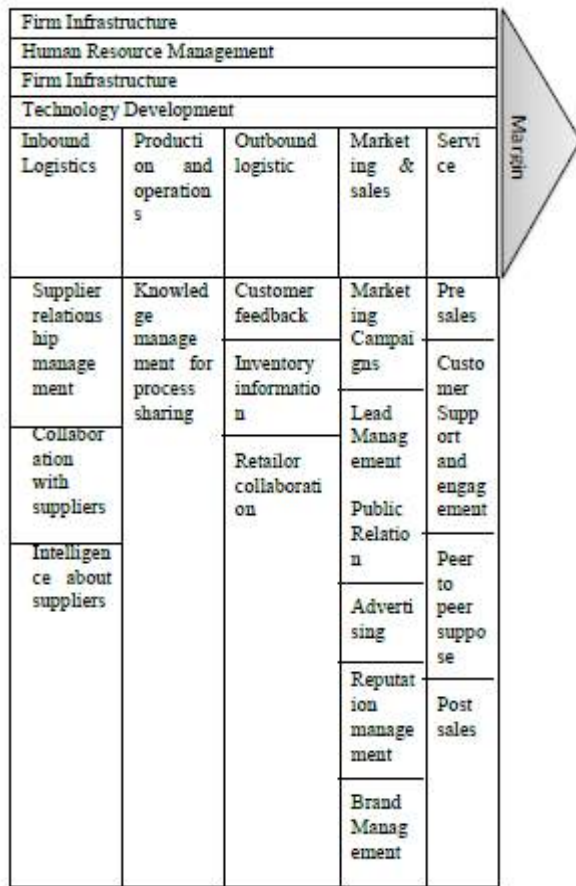 Firm Infrastructure
Human Resource Management
Firm Infrastructure
Technology Development
Inbound
Logistics
Producti
on and
operation
s
Outbound
logistic
Market
ing &
sales
Servi
ce
Margin
Supplier
relations
hip
manage
ment
Collabor
ation
with
suppliers
Intelligen
ce about
suppliers
Knowled
ge
manage
ment for
process
sharing
Customer
feedback
Inventory
informatio
n
Retailor
collaborati
on
Market
ing
Campai
gns
Lead
Manag
ement
Public
Relatio
n
Adverti
sing
Reputat
ion
manage
ment
Brand
Manag
ement
Pre
sales
Custo
mer
Supp
ort
and
engag
ement
Peer
to
peer
suppo
se
Post
sales